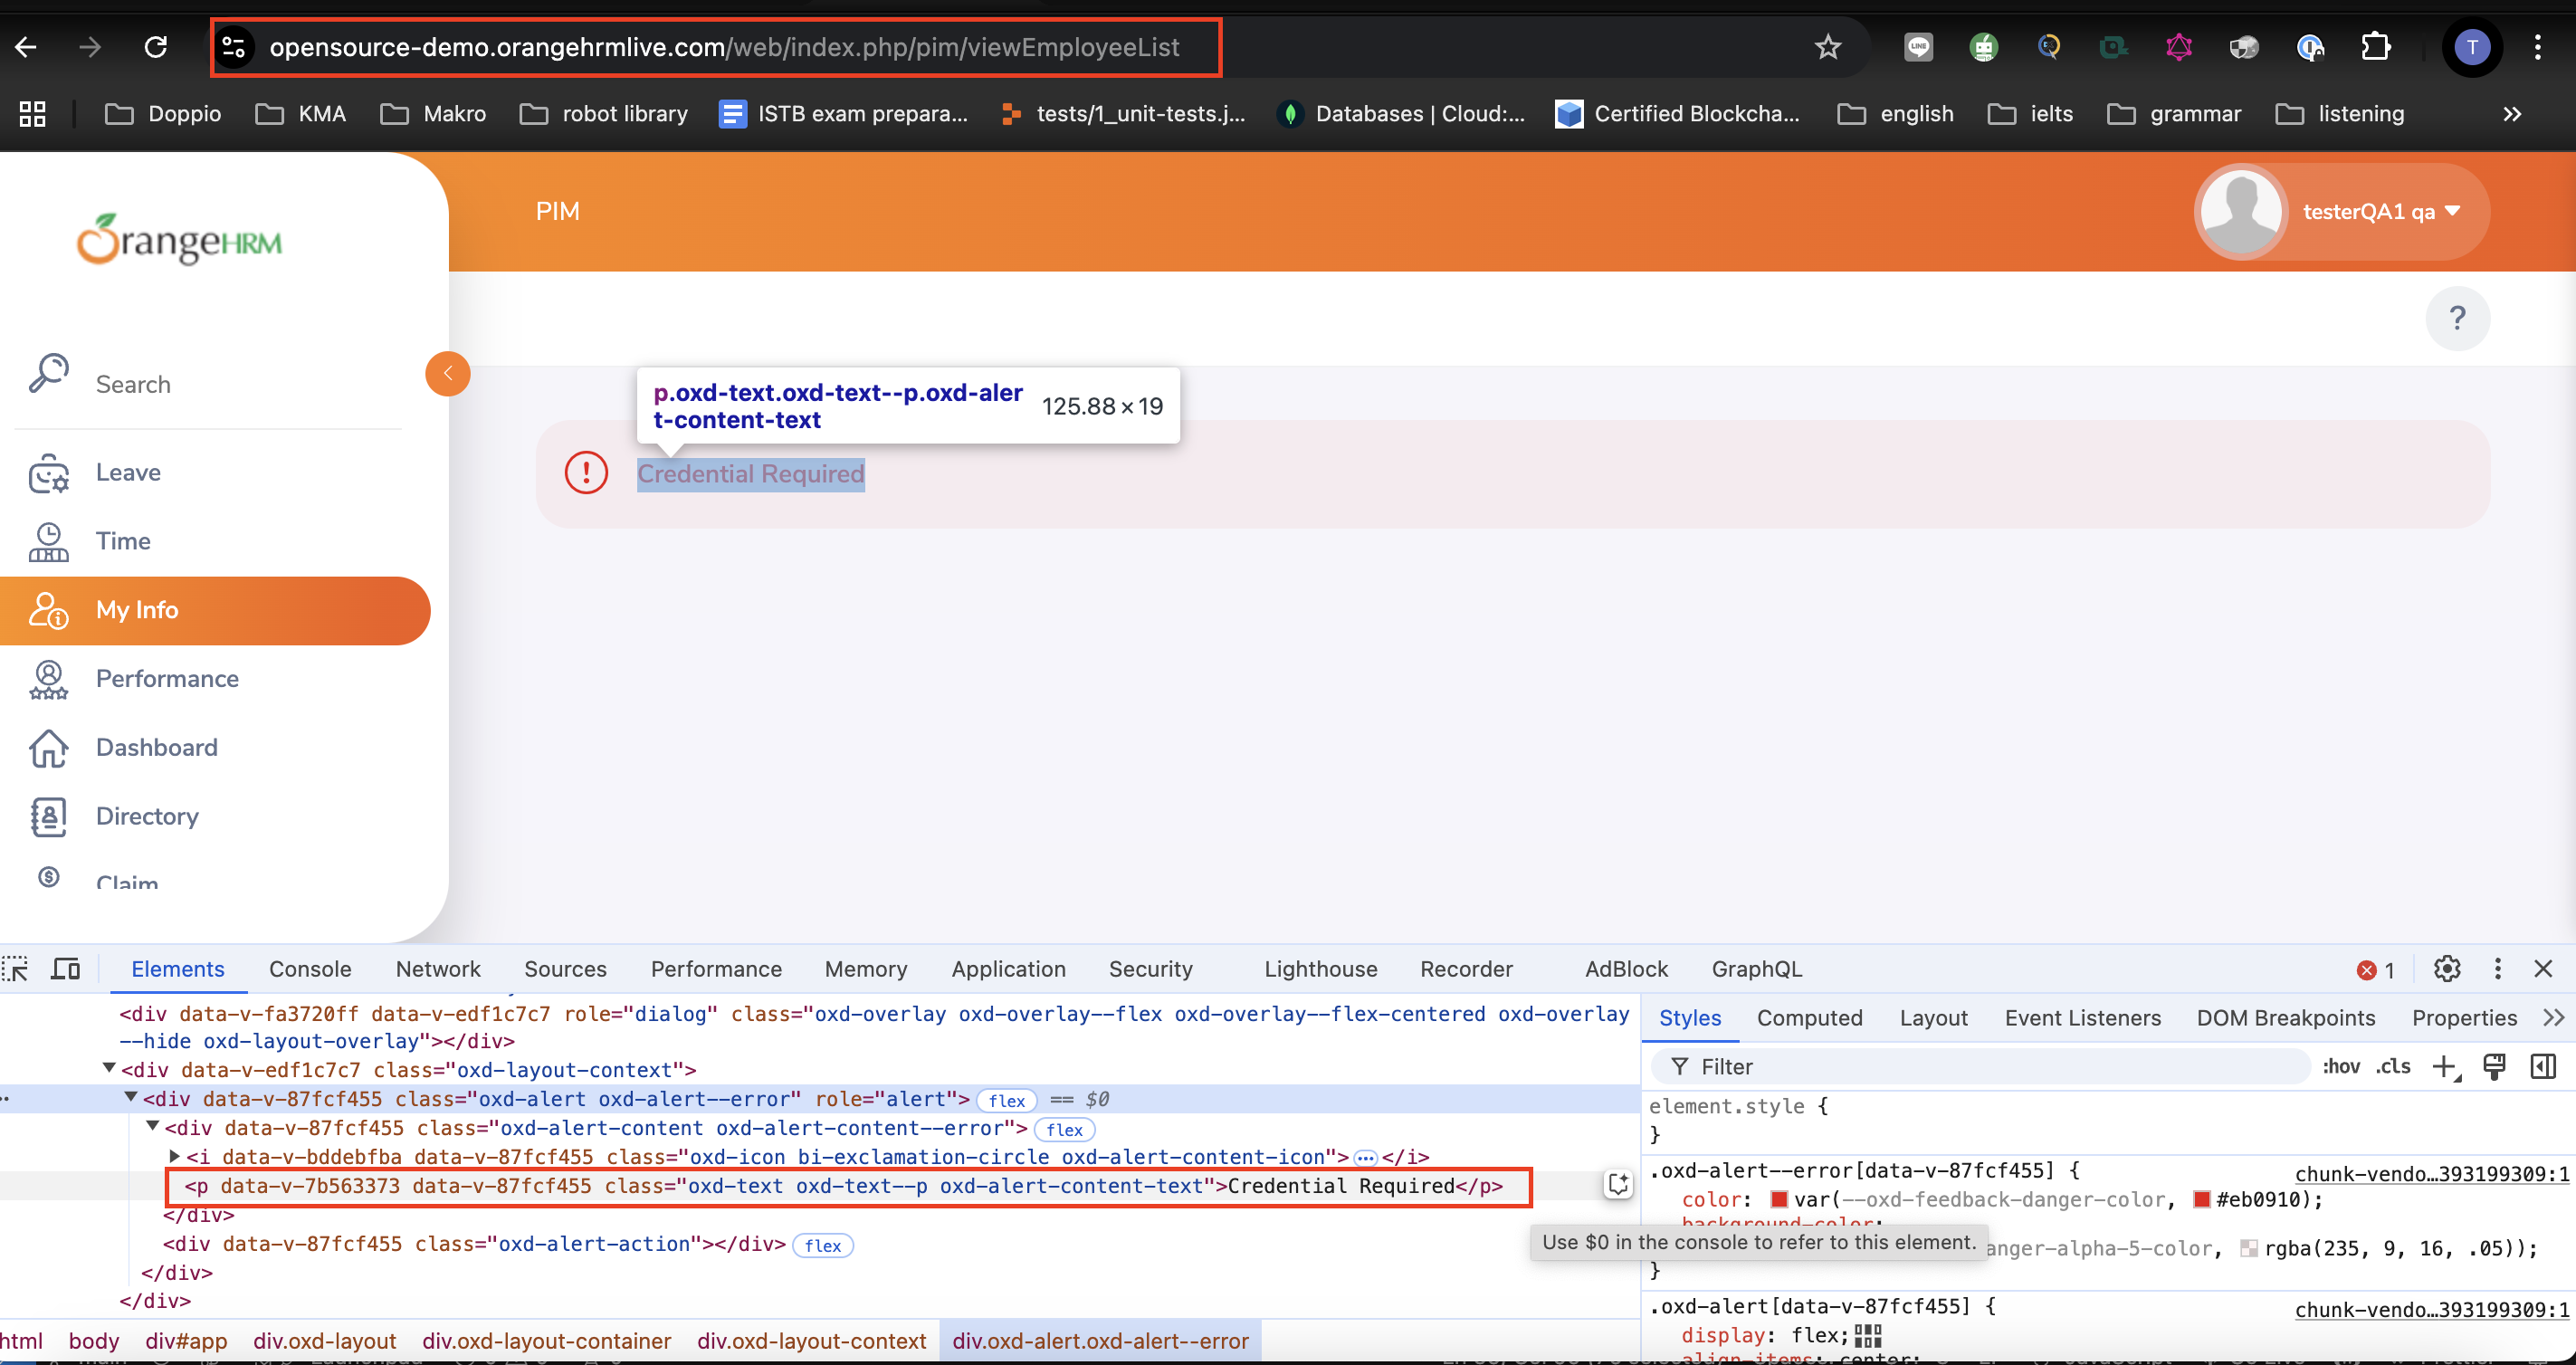 opensource-demo.orangehrmlive.com/web/index.php/pim/viewEmployeeList
LINE
T
Doppio
KMA
Makro
robot library
ISTB exam prepara...
tests/1_unit-tests.j...
Databases | Cloud:...
Certified Blockcha...
english
ielts
grammar
listening
OrangeHRM
PIM
testerQA1 qa
?
Search
p.oxd-text.oxd-text--p.oxd-aler
t-content-text
125.88 × 19
Credential Required
Leave
Time
My Info
Performance
Dashboard
Directory
Claim
Elements
Console
Network
Sources
Performance
Memory
Application
Security
Lighthouse
Recorder
AdBlock
GraphQL
1
<div data-v-fa3720ff data-v-edf1c7c7 role="dialog" class="oxd-overlay oxd-overlay--flex oxd-overlay--flex-centered oxd-overlay
--hide oxd-layout-overlay"></div>
<div data-v-edf1c7c7 class="oxd-layout-context">
<div data-v-87fcf455 class="oxd-alert oxd-alert--error" role="alert"> flex == $0
<div data-v-87fcf455 class="oxd-alert-content oxd-alert-content--error"> flex
<i data-v-bddebfba data-v-87fcf455 class="oxd-icon bi-exclamation-circle oxd-alert-content-icon">…</i>
<p data-v-7b563373 data-v-87fcf455 class="oxd-text oxd-text--p oxd-alert-content-text">Credential Required</p>
</div>
<div data-v-87fcf455 class="oxd-alert-action"></div> flex
</div>
</div>
Use $0 in the console to refer to this element.
html
body
div#app
div.oxd-layout
div.oxd-layout-container
div.oxd-layout-context
div.oxd-alert.oxd-alert--error
Styles
Computed
Layout
Event Listeners
DOM Breakpoints
Properties
Filter
:hov
.cls
element.style {
}
.oxd-alert--error[data-v-87fcf455] {
chunk-vendo…393199309:1
color: var(--oxd-feedback-danger-color, #eb0910);
background-color:
anger-alpha-5-color, rgba(235, 9, 16, .05));
}
.oxd-alert[data-v-87fcf455] {
chunk-vendo…393199309:1
display: flex;
align-items: center;